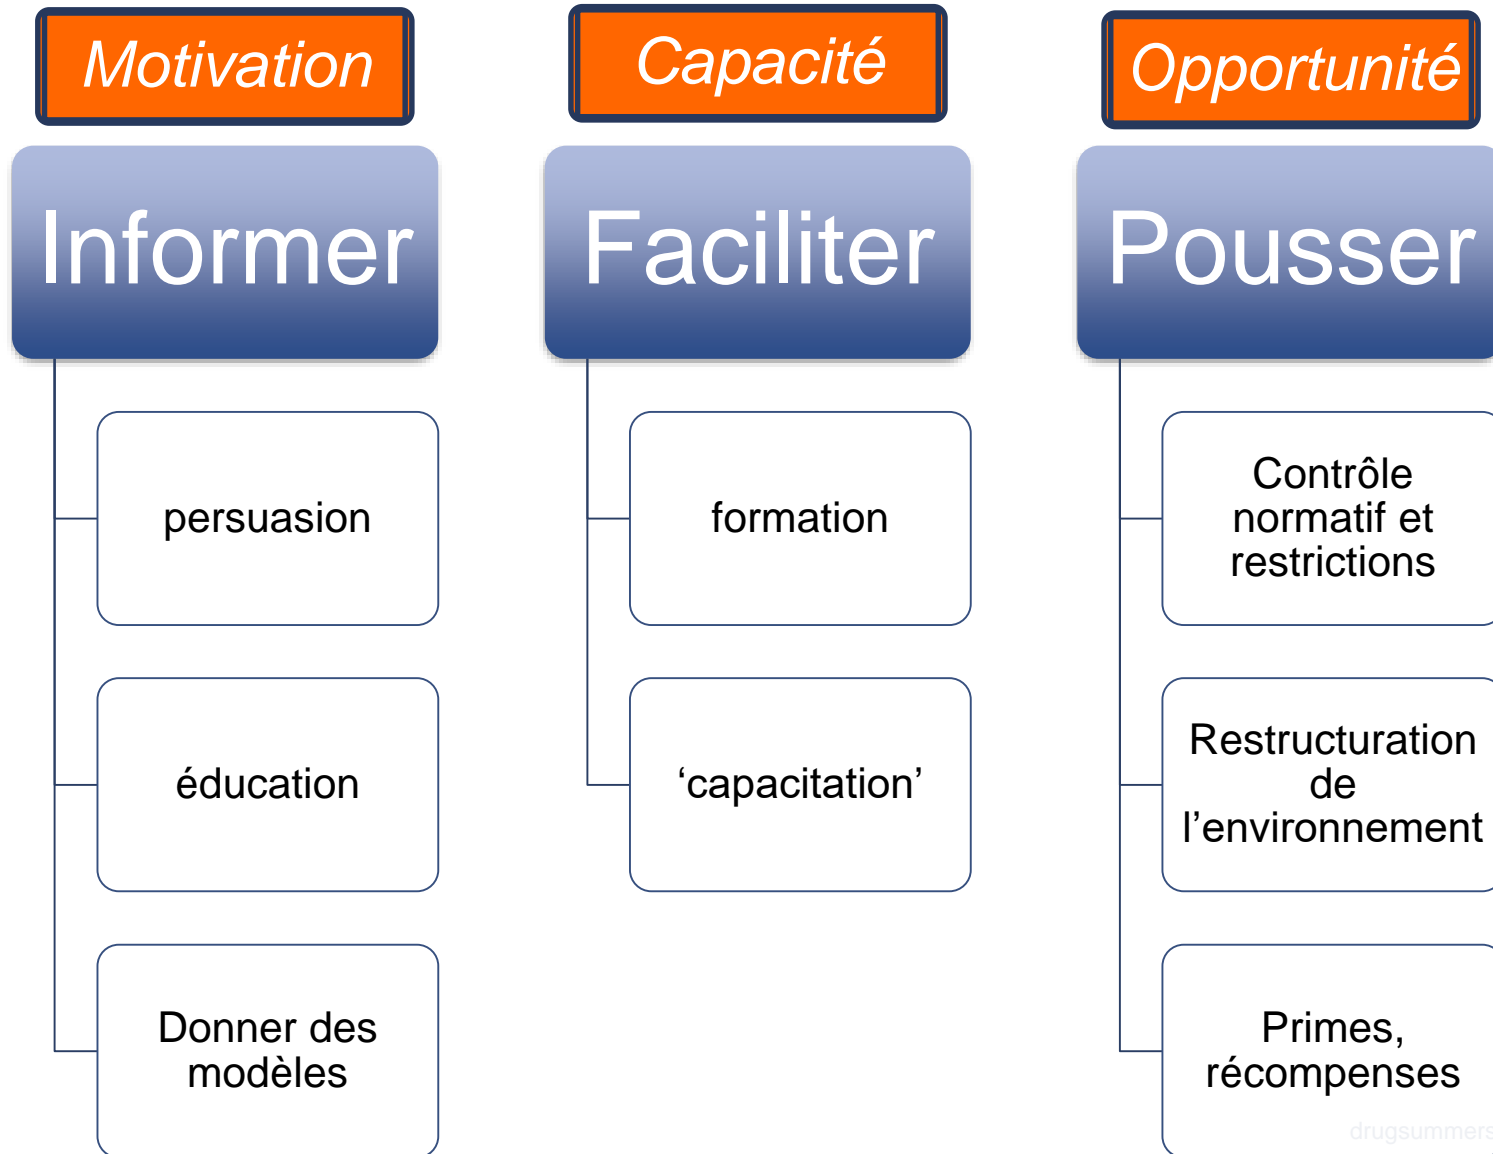 Motivation
Capacité
Opportunité
Informer
Faciliter
Pousser
persuasion
éducation
Donner des
modèles
formation
‘capacitation’
Contrôle
normatif et
restrictions
Restructuration
de
l’environnement
Primes,
récompenses
drugsummers